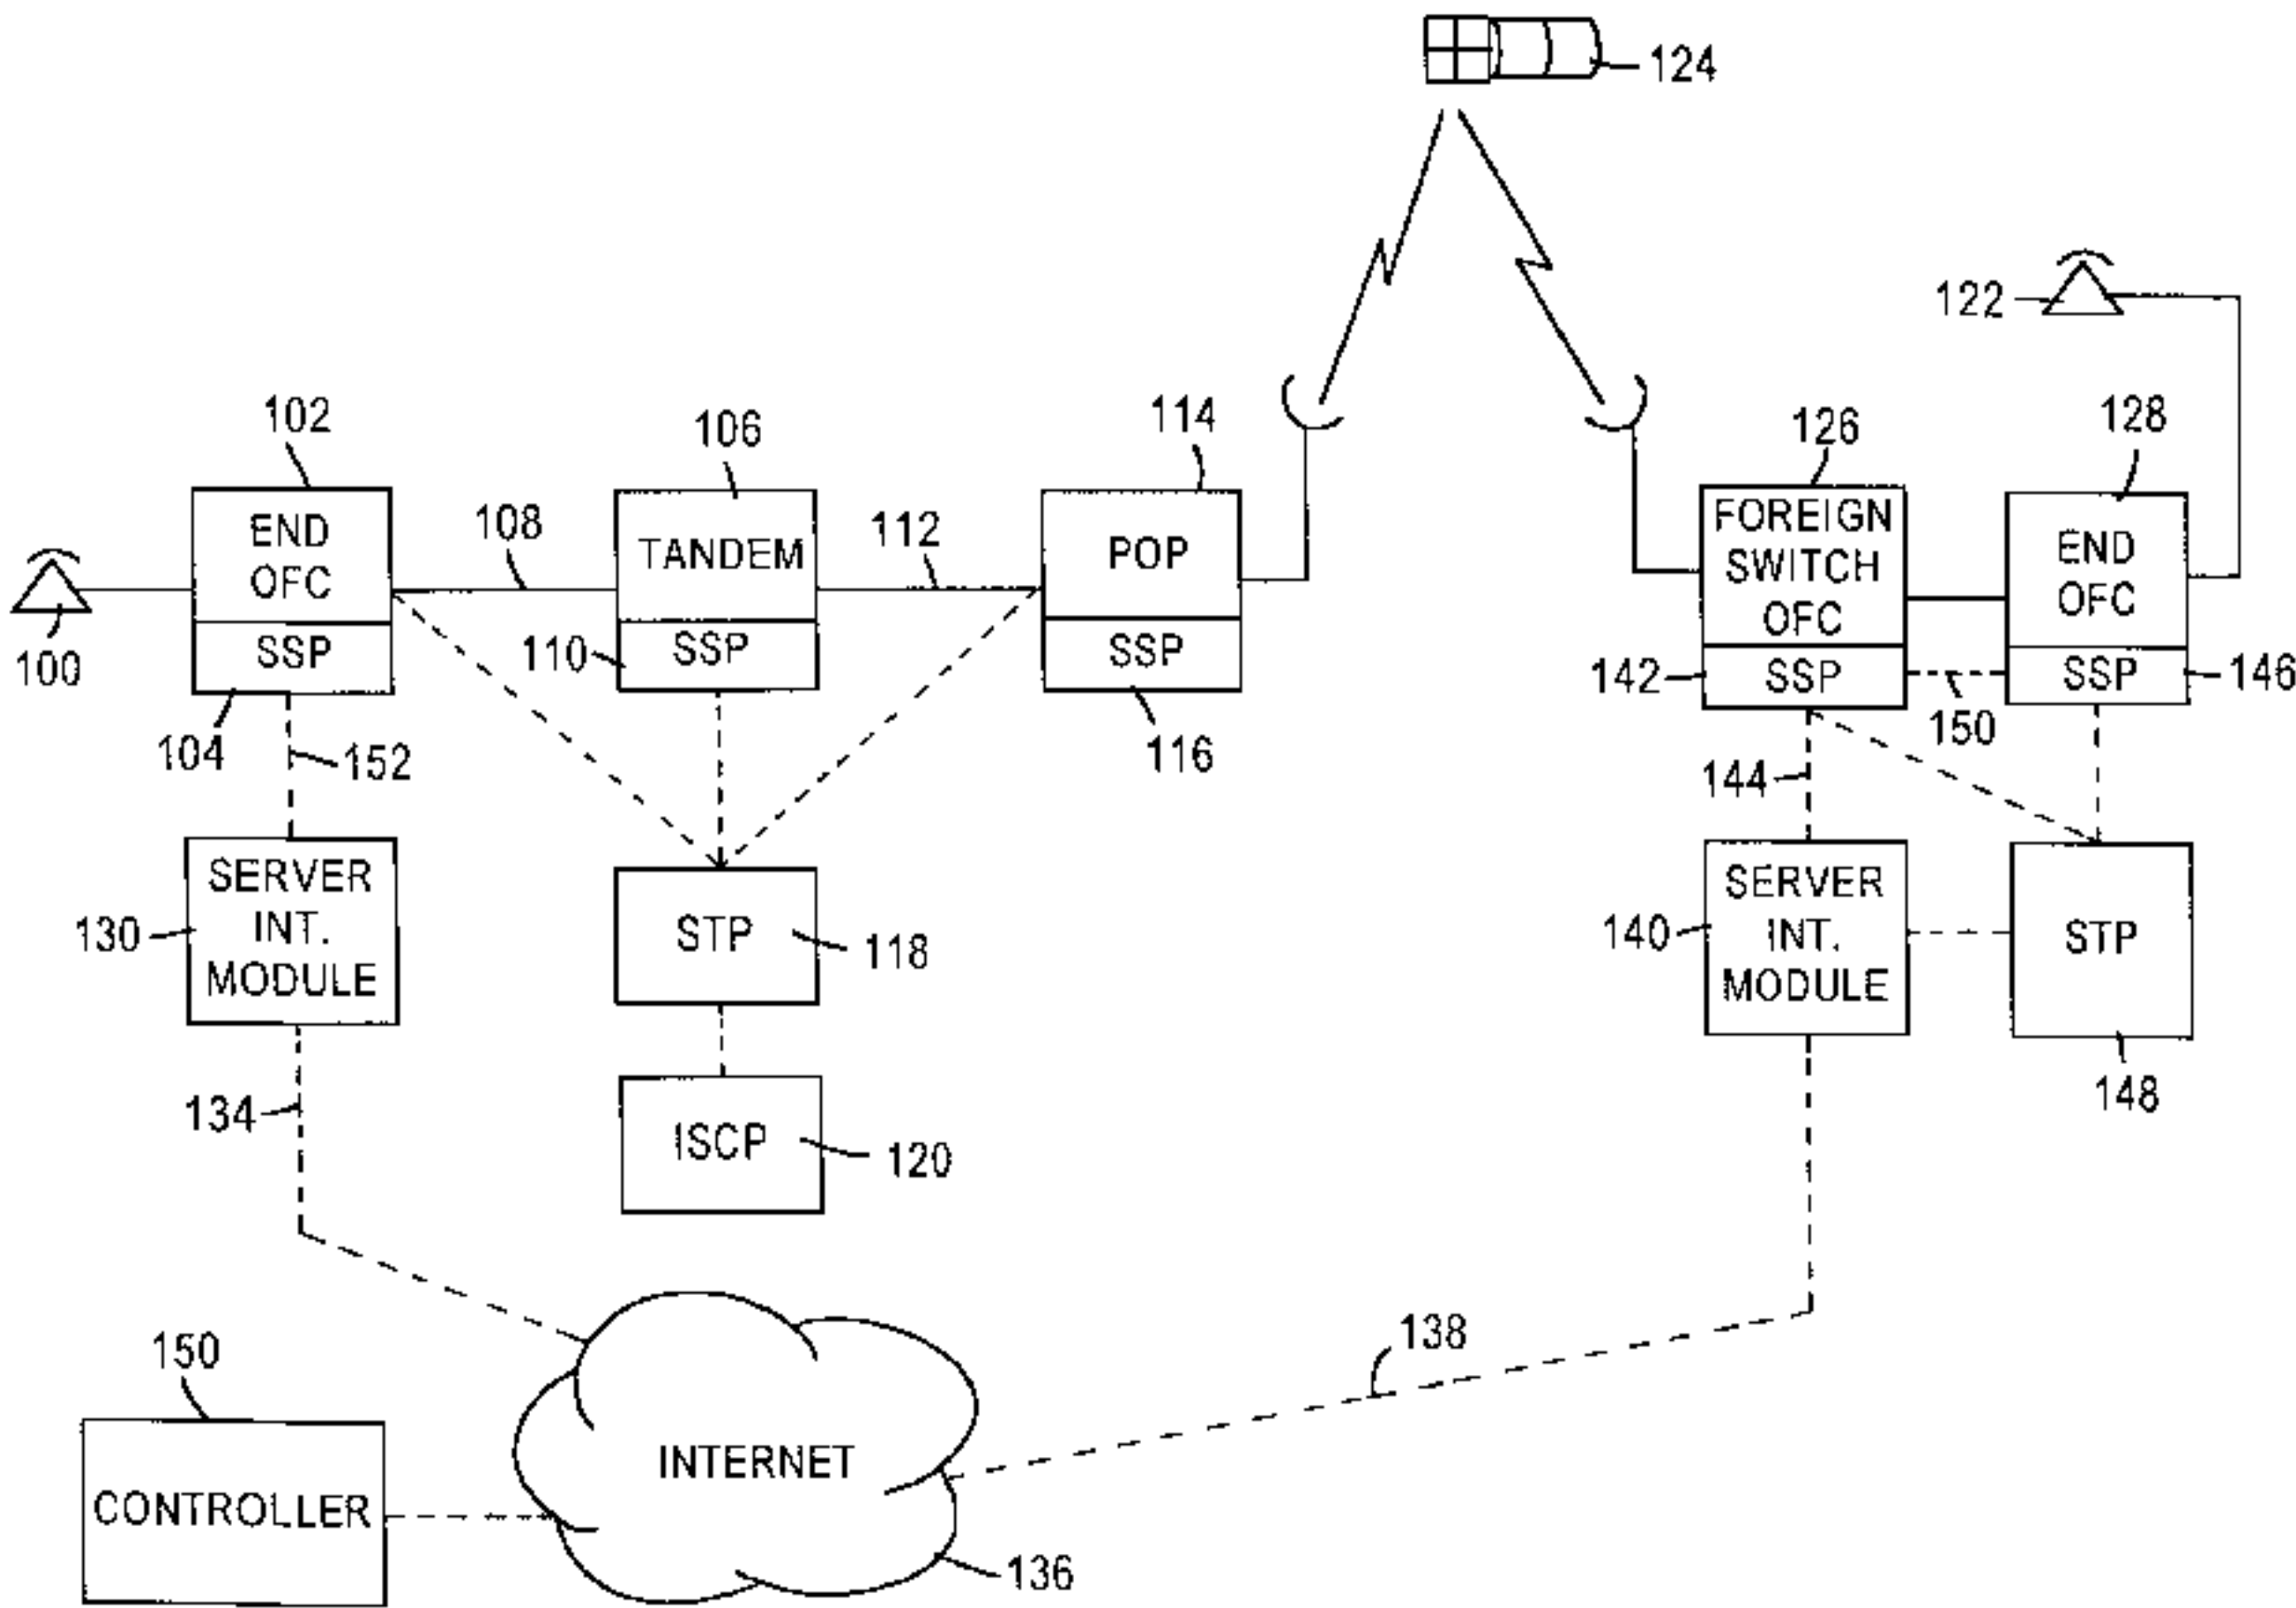 124
122
102
106
114
126
128
END
OFC
108
TANDEM
112
POP
FOREIGN
SWITCH
OFC
END
OFC
100
SSP
110
SSP
SSP
142
SSP
150
SSP
146
104
152
116
144
SERVER
INT.
MODULE
130
STP
118
SERVER
INT.
MODULE
140
STP
148
134
ISCP
120
138
150
CONTROLLER
INTERNET
136